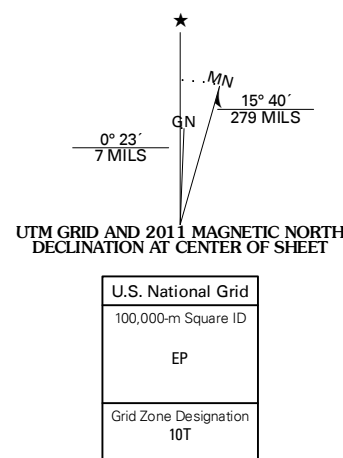 MN
15° 40´
279 MILS
GN
0° 23´
7 MILS
UTM GRID AND 2011 MAGNETIC NORTH
DECLINATION AT CENTER OF SHEET
U.S. National Grid
100,000-m Square ID
EP
Grid Zone Designation
10T